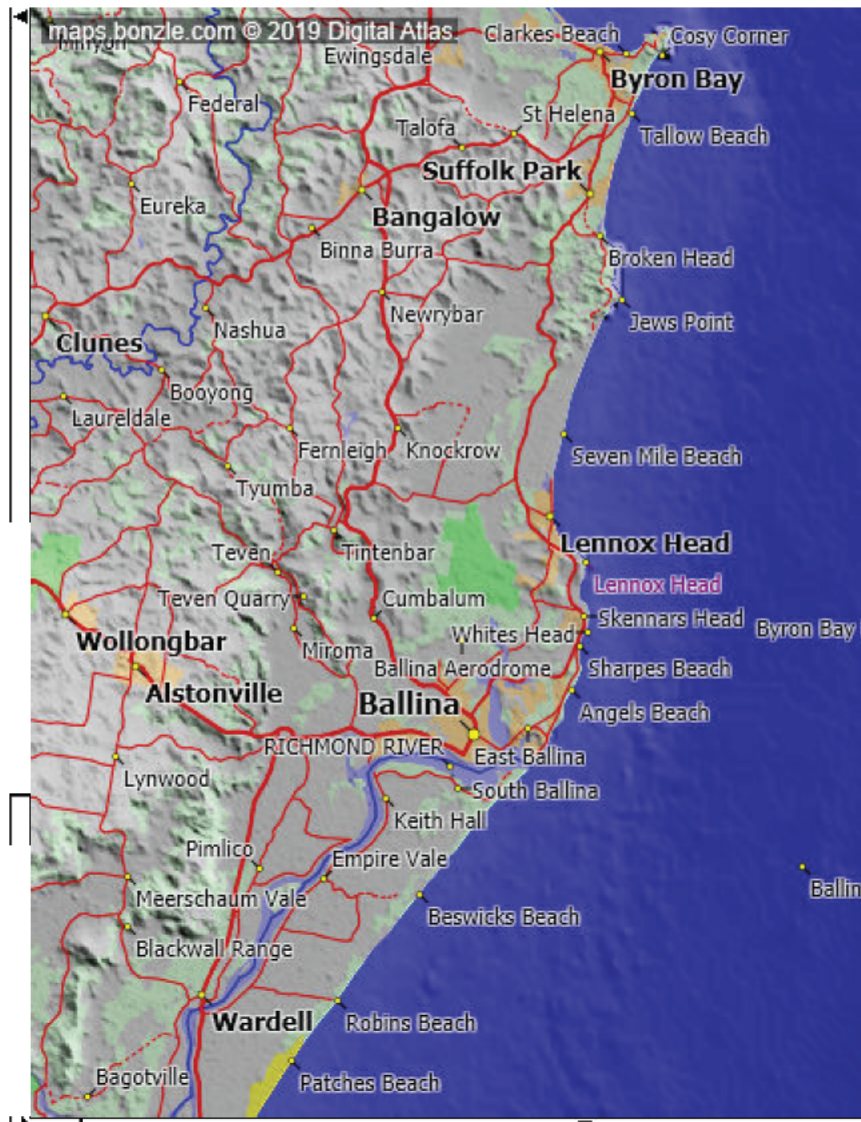 maps.bonzle.com © 2019 Digital Atlas
Clarkes Beach
Cosy Corner
Minyon
Ewingsdale
Byron Bay
Federal
St Helena
Talofa
Tallow Beach
Suffolk Park
Eureka
Bangalow
Binna Burra
Broken Head
Newrybar
Jews Point
Nashua
Clunes
Booyong
Laureldale
Fernleigh
Knockrow
Seven Mile Beach
Tyumba
Lennox Head
Teven
Tintenbar
Lennox Head
Teven Quarry
Cumbalum
Skennars Head
Byron Bay
Whites Head
Wollongbar
Miroma
Ballina Aerodrome
Sharpes Beach
Alstonville
Ballina
Angels Beach
RICHMOND RIVER
East Ballina
Lynwood
South Ballina
Keith Hall
Pimlico
Empire Vale
Ballin
Meerschaum Vale
Beswicks Beach
Blackwall Range
Wardell
Robins Beach
Bagotville
Patches Beach